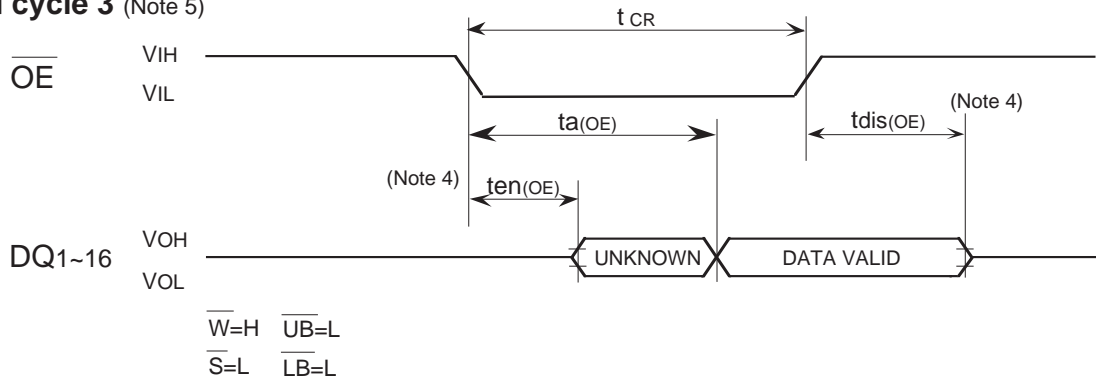 cycle 3 (Note 5)
t CR
OE
VIH
VIL
(Note 4)
ta(OE)
tdis(OE)
(Note 4)
ten(OE)
VOH
DQ1~16
UNKNOWN
DATA VALID
VOL
W=H UB=L
S=L LB=L